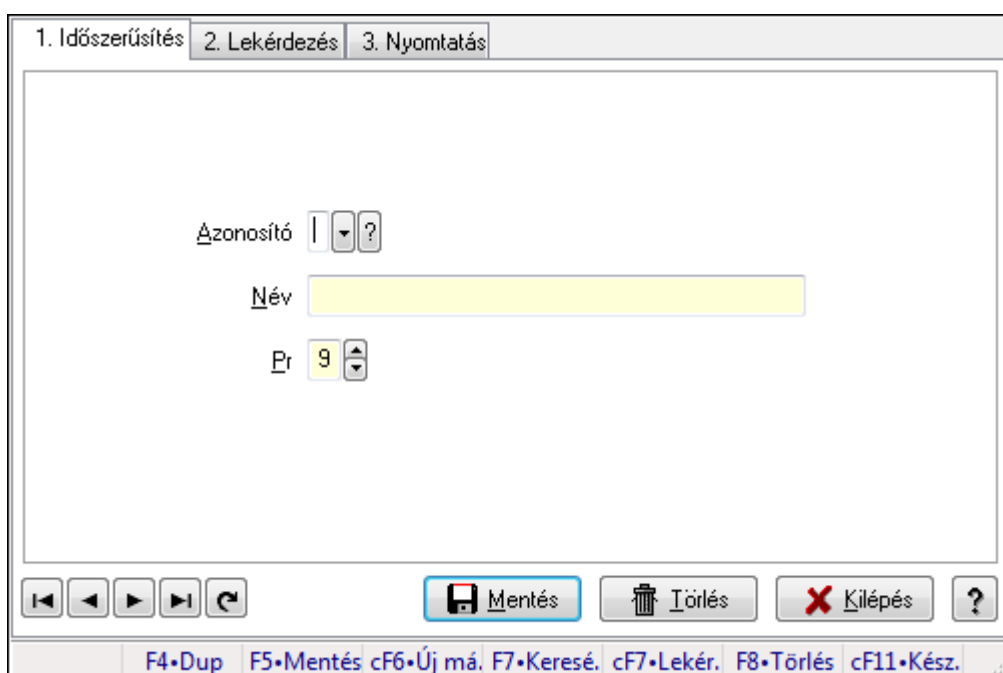 1. Időszerűsítés 2. Lekérdezés 3. Nyomtatás
Azonosító ?
Név
Pr 9
Mentés Törlés Kilépés ?
F4•Dup F5•Mentés cF6•Új má. F7•Keresé. cF7•Lekér. F8•Törlés cF11•Kész.